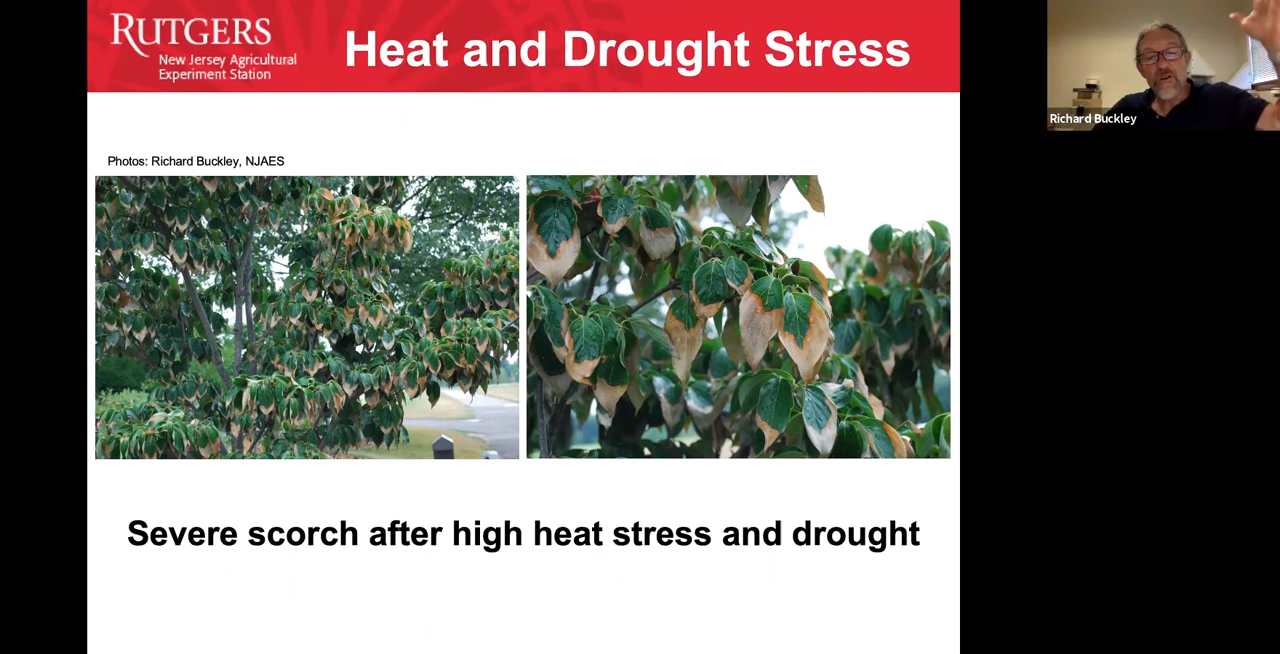 RUTGERS
New Jersey Agricultural
Experiment Station
Heat and Drought Stress
Richard Buckley
Photos: Richard Buckley, NJAES
Severe scorch after high heat stress and drought